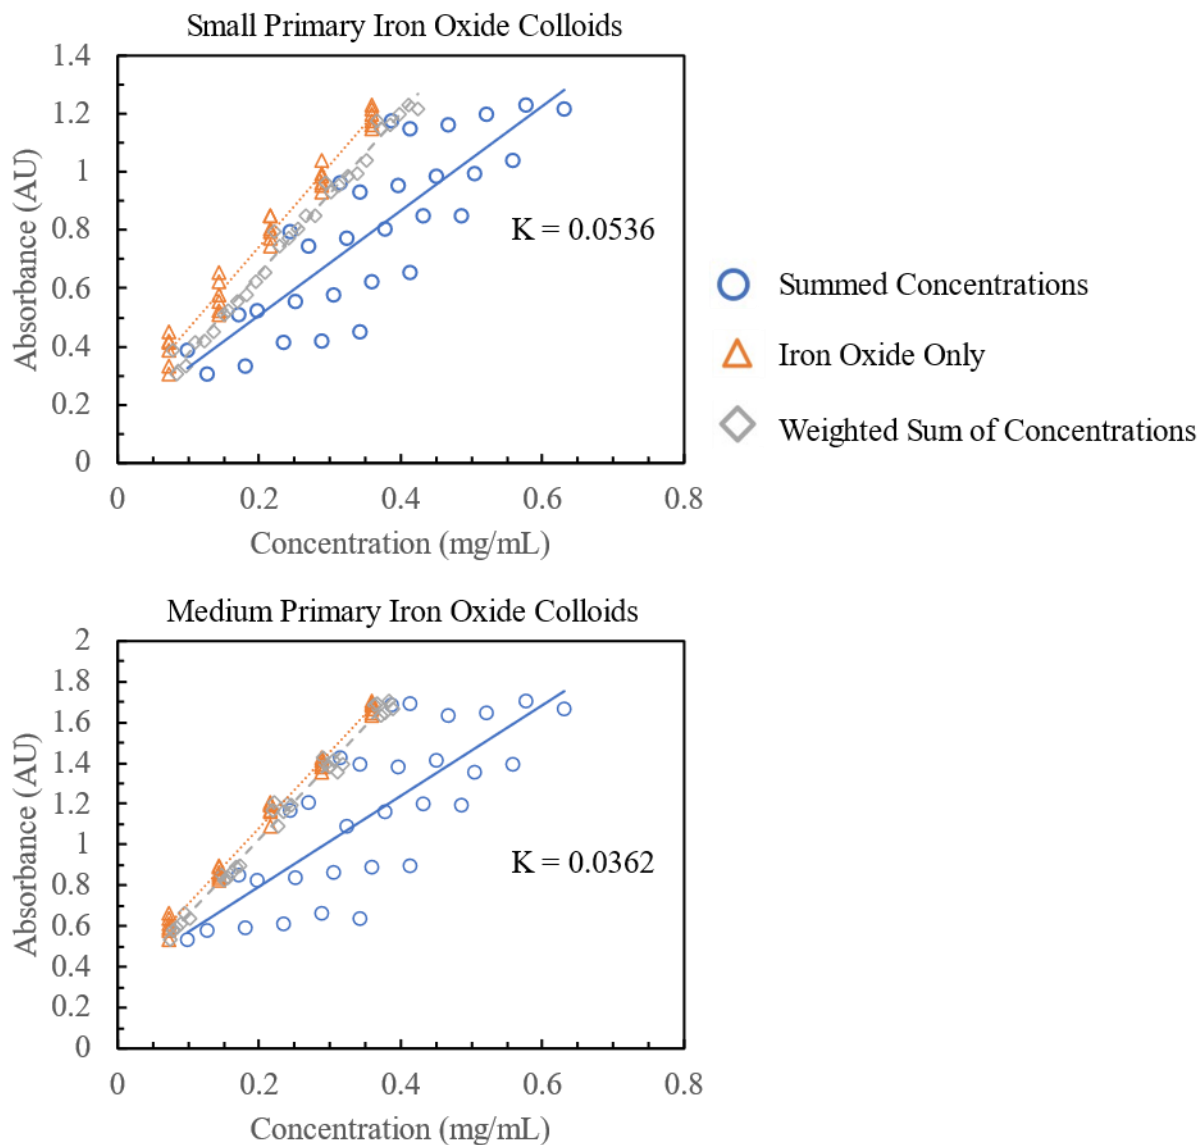 Small Primary Iron Oxide Colloids
1.4
1.2
1
0.8
0.6
0.4
0.2
0
Absorbance (AU)
K = 0.0536
0
0.2
0.4
0.6
0.8
Concentration (mg/mL)
Summed Concentrations
Iron Oxide Only
Weighted Sum of Concentrations
Medium Primary Iron Oxide Colloids
2
1.8
1.6
1.4
1.2
1
0.8
0.6
0.4
0.2
0
Absorbance (AU)
K = 0.0362
0
0.2
0.4
0.6
0.8
Concentration (mg/mL)